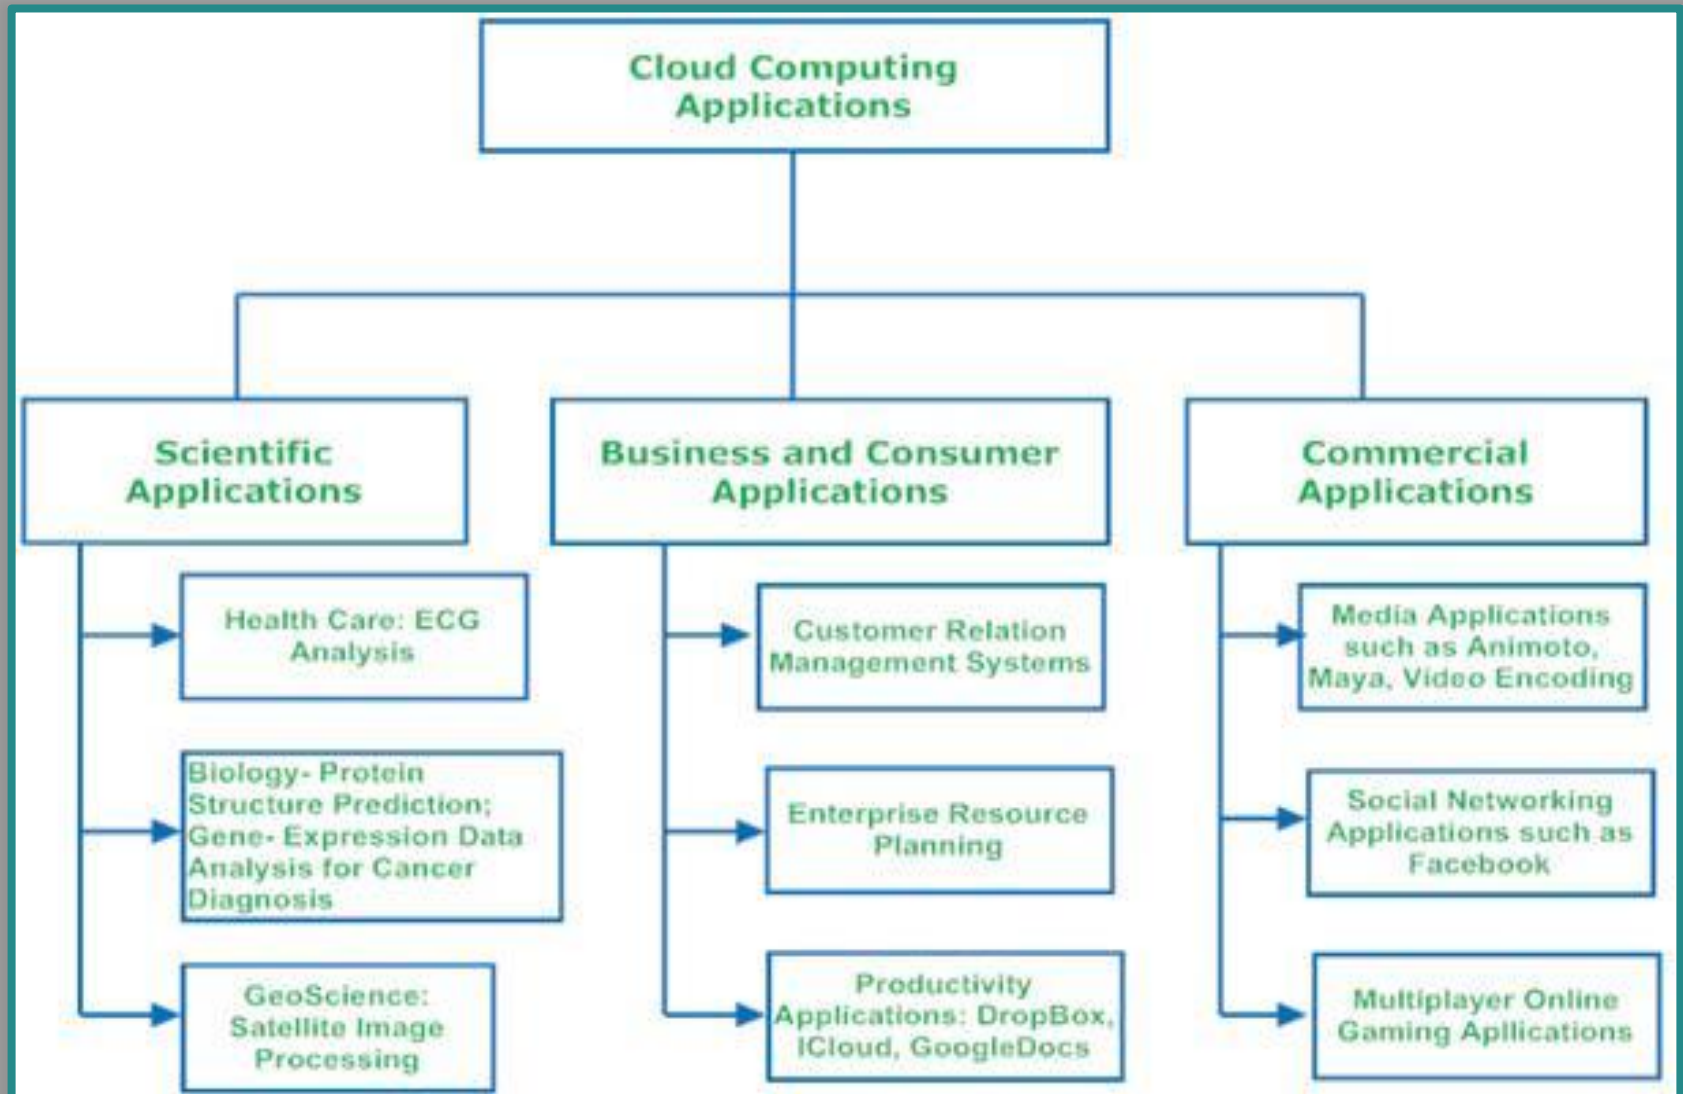 Cloud Computing
Applications
Scientific
Applications
Health Care: ECG
Analysis
Biology- Protein
Structure Prediction;
Gene- Expression Data
Analysis for Cancer
Diagnosis
GeoScience:
Satellite Image
Processing
Business and Consumer
Applications
Customer Relation
Management Systems
Enterprise Resource
Planning
Productivity
Applications: DropBox,
ICloud, GoogleDocs
Commercial
Applications
Media Applications
such as Animoto,
Maya, Video Encoding
Social Networking
Applications such as
Facebook
Multiplayer Online
Gaming Apllications